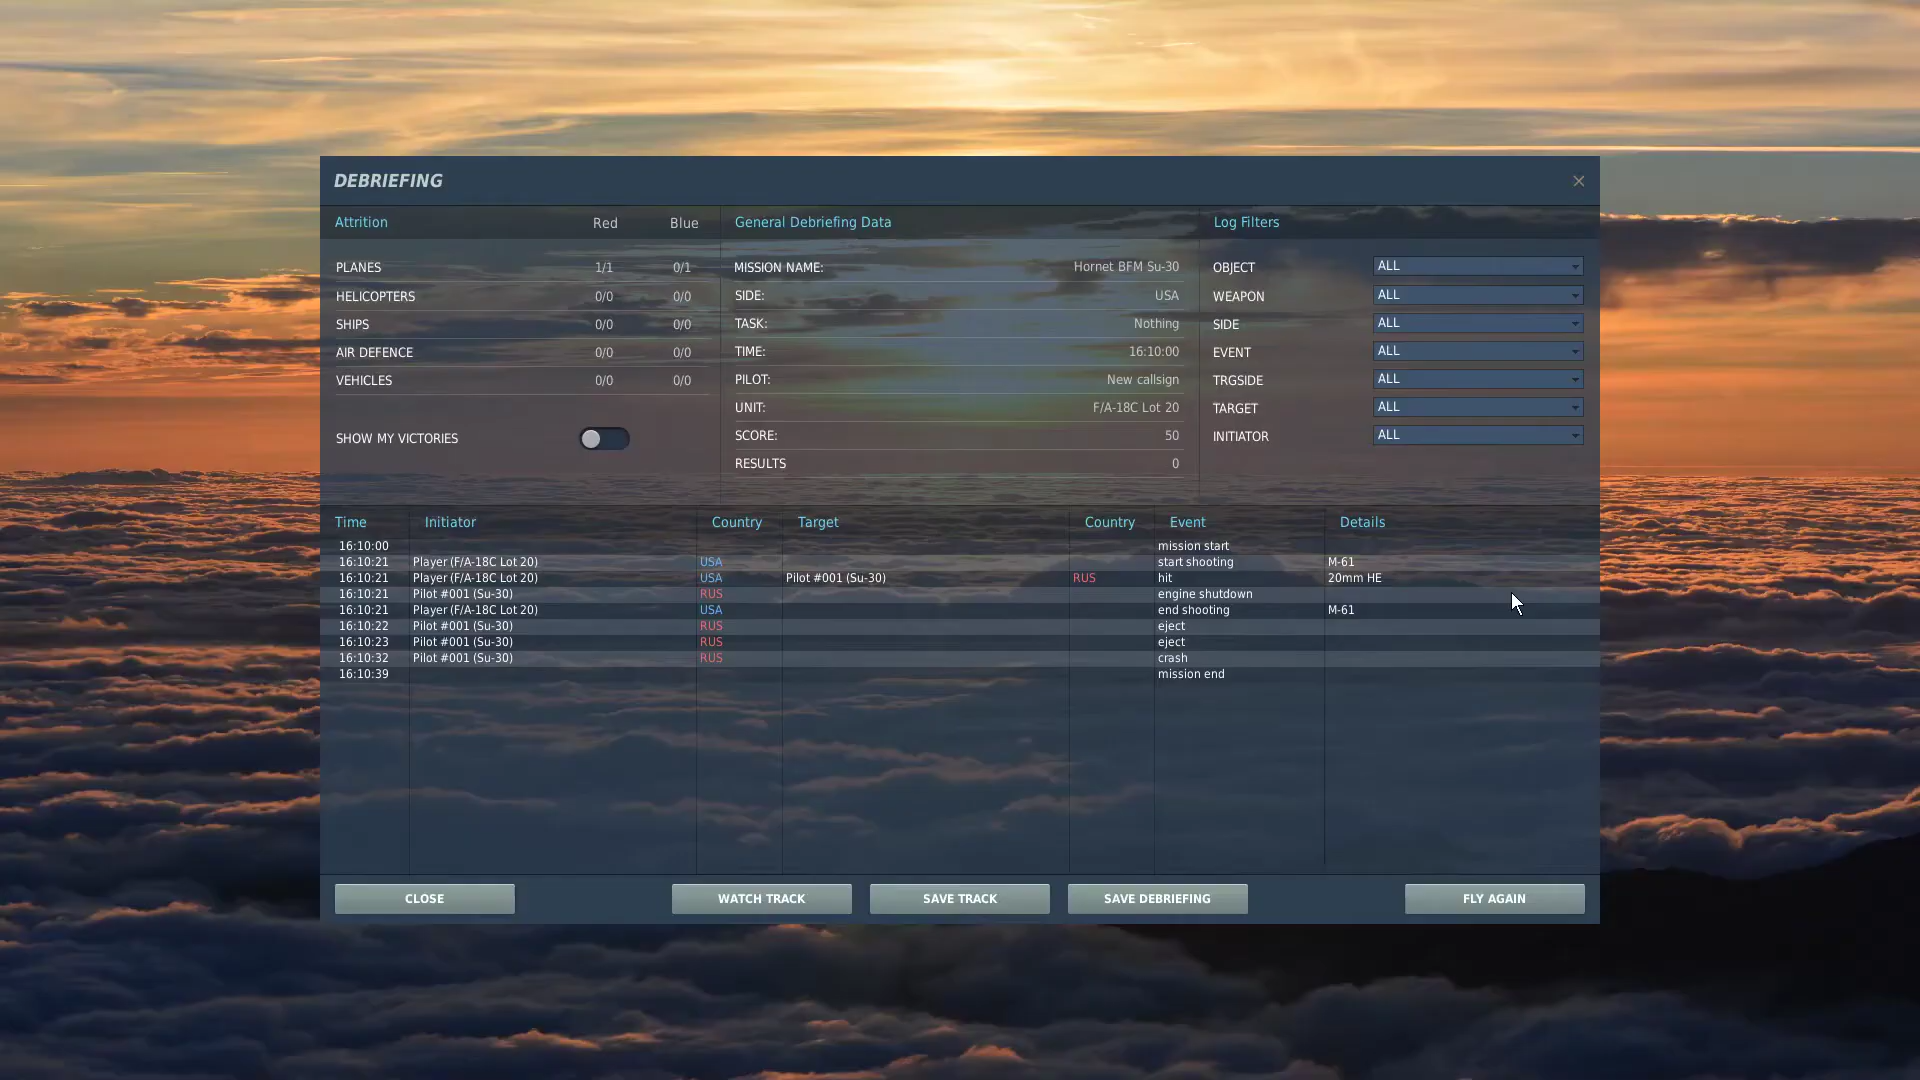 DEBRIEFING
Attrition Red Blue
PLANES 1/1 0/1
HELICOPTERS 0/0 0/0
SHIPS 0/0 0/0
AIR DEFENCE 0/0 0/0
VEHICLES 0/0 0/0
SHOW MY VICTORIES
General Debriefing Data
MISSION NAME: Hornet BFM Su-30
SIDE: USA
TASK: Nothing
TIME: 16:10:00
PILOT: New callsign
UNIT: F/A-18C Lot 20
SCORE: 50
RESULTS 0
Log Filters
OBJECT ALL
WEAPON ALL
SIDE ALL
EVENT ALL
TRGSIDE ALL
TARGET ALL
INITIATOR ALL
Time Initiator Country Target Country Event Details
16:10:00 mission start
16:10:21 Player (F/A-18C Lot 20) USA start shooting M-61
16:10:21 Player (F/A-18C Lot 20) USA Pilot #001 (Su-30) RUS hit 20mm HE
16:10:21 Pilot #001 (Su-30) RUS engine shutdown
16:10:21 Player (F/A-18C Lot 20) USA end shooting M-61
16:10:22 Pilot #001 (Su-30) RUS eject
16:10:23 Pilot #001 (Su-30) RUS eject
16:10:32 Pilot #001 (Su-30) RUS crash
16:10:39 mission end
CLOSE WATCH TRACK SAVE TRACK SAVE DEBRIEFING FLY AGAIN